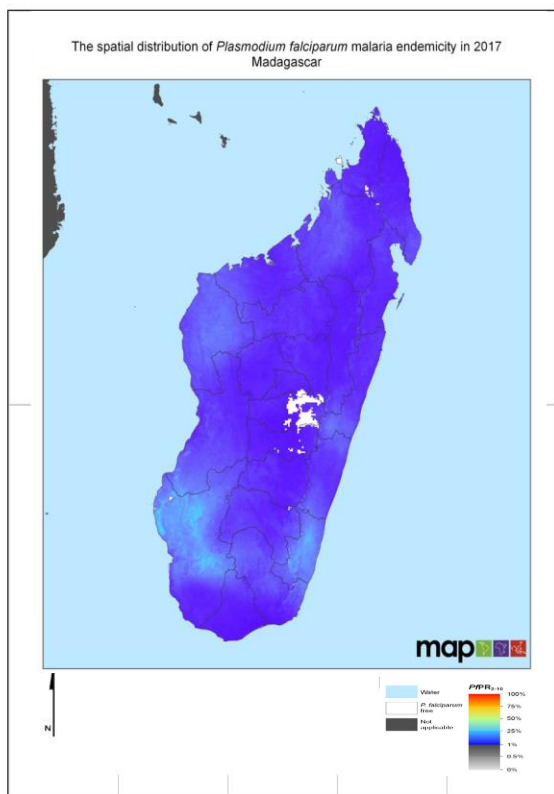 The spatial distribution of Plasmodium falciparum malaria endemicity in 2017
Madagascar
map
N
Water
P. falciparum
free
Not
applicable
PfPR2-10
100%
75%
50%
25%
1%
0.5%
0%